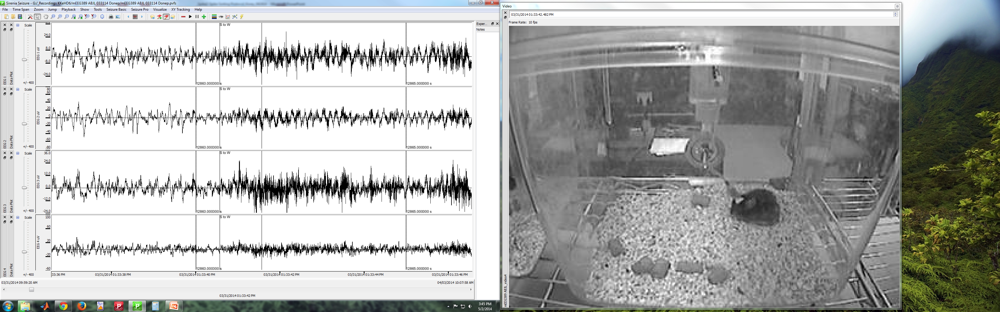 Sirenia Seizure - G:/_Recordings KKeHD6/mEEG389 ABJL 033114 Donep/mEEG389 ABJL 033114 Donep.pvfs
File Time Span Zoom Jump Playback Show Tools Seizure Basic Seizure Pro Visualize XY Tracking Help
Scale
24.0
8.0
-8.0
-24.0
+/- 400
EEG 1
Data Plot
EEG 1 uV
S to W
12860.000000 s
12865.000000 s
Scale
80
60
40
20
0
-20
-40
-60
-80
+/- 400
EEG 2
Data Plot
EEG 2 uV
S to W
12860.000000 s
12865.000000 s
Scale
36.0
24.0
12.0
0.0
-12.0
-24.0
+/- 400
EEG 3
Data Plot
EEG 3 uV
S to W
12860.000000 s
12865.000000 s
Scale
100
60
20
-20
-60
+/- 400
EEG 4
Data Plot
EEG 4 uV
S to W
12860.000000 s
12865.000000 s
33:36 PM 03/31/2014 01:33:38 PM 03/31/2014 01:33:40 PM 03/31/2014 01:33:42 PM 03/31/2014 01:33:44 PM 03/31/2014 01:33:46 PM
03/31/2014 09:59:20 AM 04/03/2014 10:07:58 AM
03/31/2014 01:33:42 PM
Exper...
Notes
3:45 PM
5/2/2014
Video
03/31/2014 01:33:42.482 PM
Frame Rate: 10 fps
mEEG389 ABJL_video4